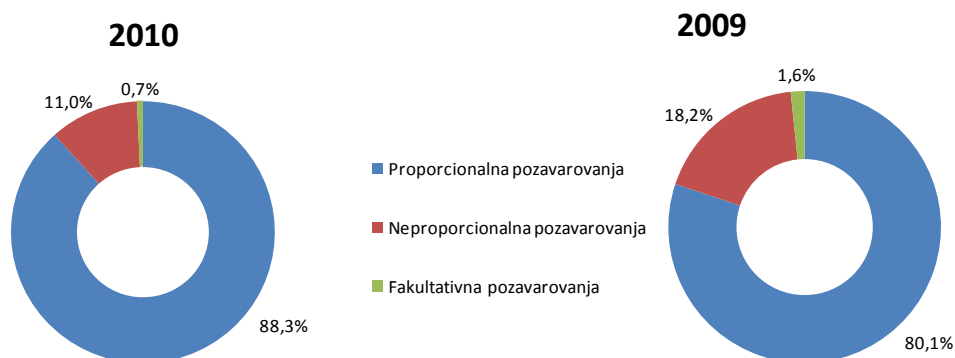 2010
2009
0,7%
11,0%
88,3%
Proporcionalna pozavarovanja
Neproporcionalna pozavarovanja
Fakultativna pozavarovanja
1,6%
18,2%
80,1%